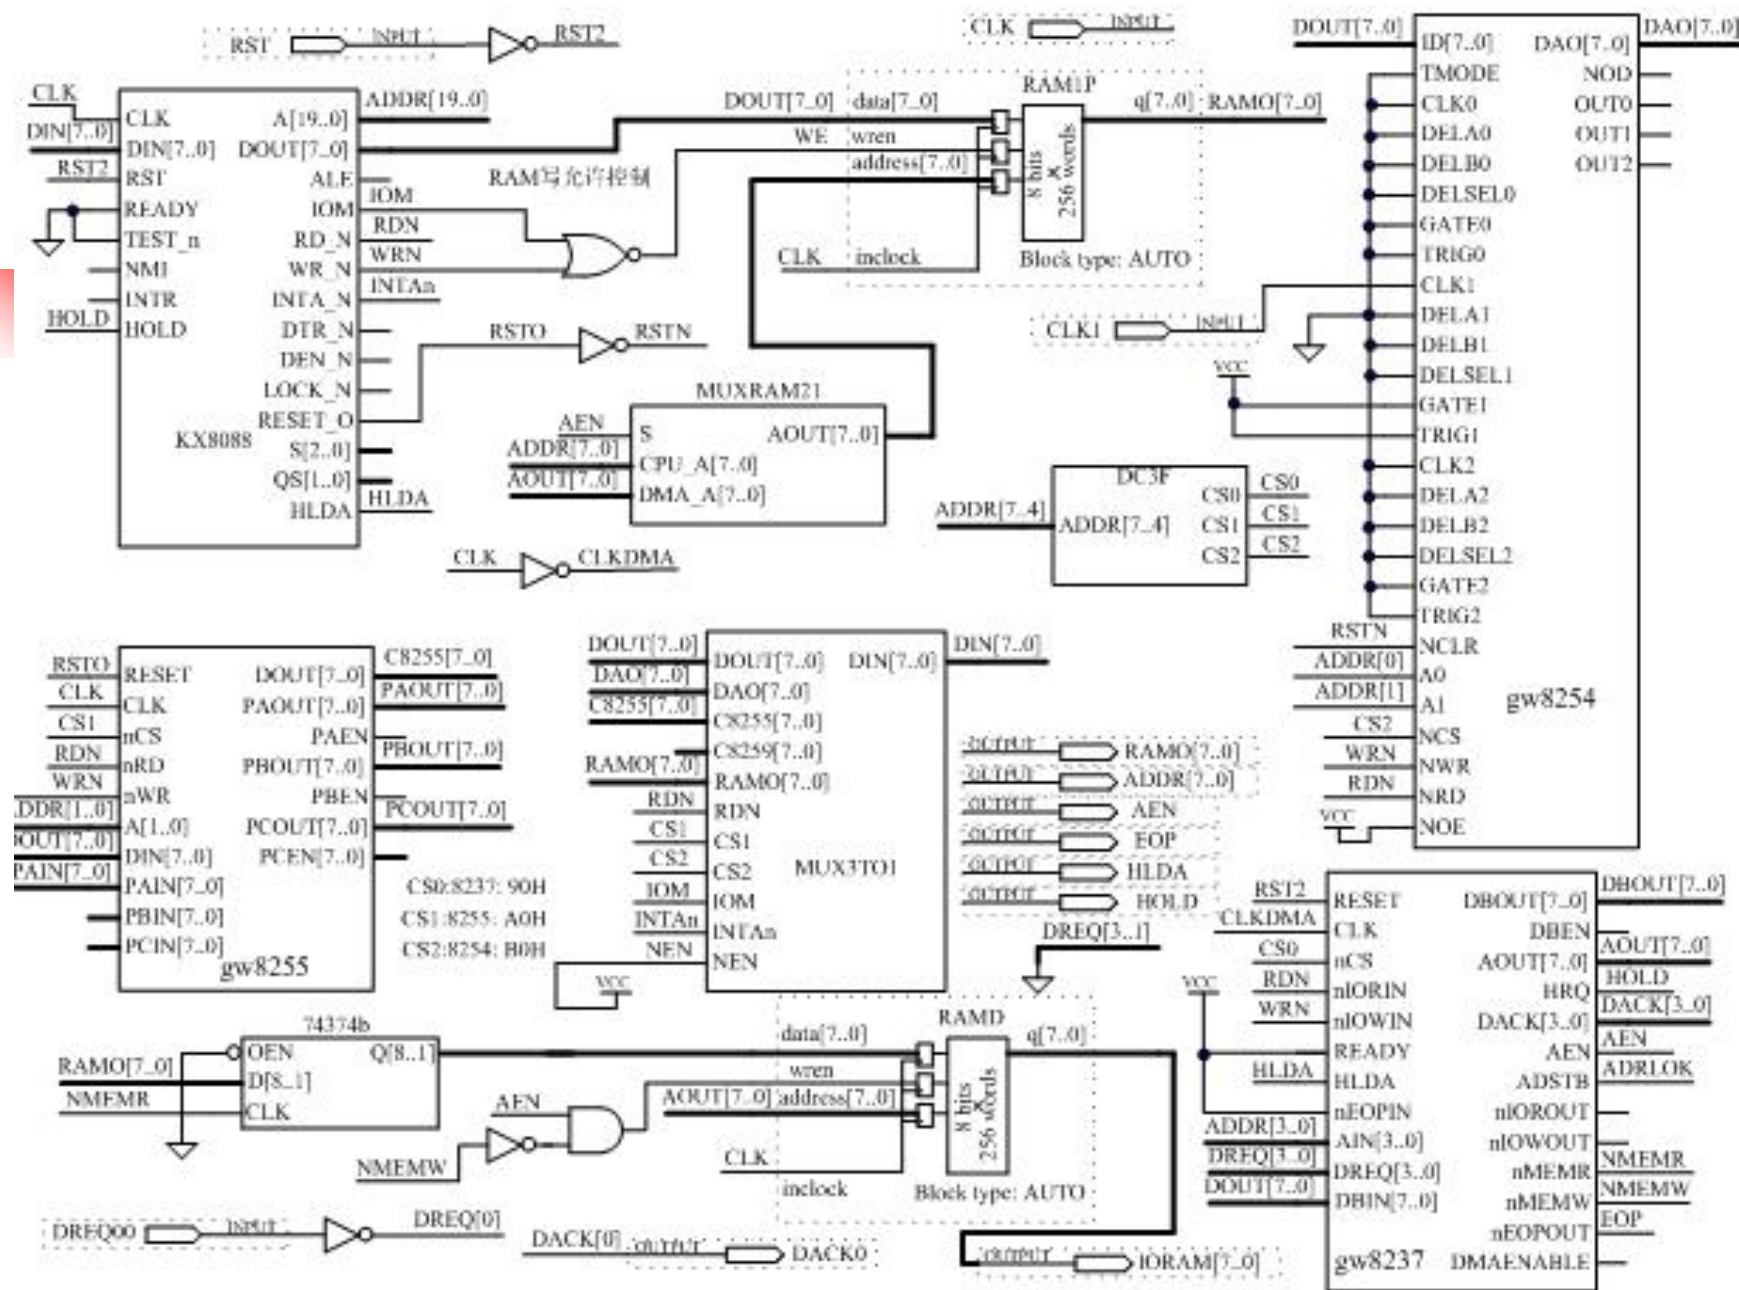 RST INPUT RST2
CLK INPUT
CLK
DIN[7..0]
RST2
HOLD
CLK
DIN[7..0]
RST
READY
TEST_n
NMI
INTR
HOLD
KX8088
A[19..0]
DOUT[7..0]
ALE
IOM
RD_N
WR_N
INTA_N
DTR_N
DEN_N
LOCK_N
RESET_O
S[2..0]
QS[1..0]
HLDA
ADDR[19..0]
IOM
RDN
WRN
INTAn
HLDA
RAM写允许控制
RSTO RSTN
DOUT[7..0] data[7..0]
WE wren
address[7..0]
CLK inclock
RAM1P
q[7..0] RAMO[7..0]
8 bits
×
256 words
Block type: AUTO
CLK1 INPUT
VCC
MUXRAM21
AEN
ADDR[7..0]
AOUT[7..0]
S
CPU_A[7..0]
DMA_A[7..0]
AOUT[7..0]
CLK CLKDMA
ADDR[7..4]
DC3F
ADDR[7..4]
CS0 CS0
CS1 CS1
CS2 CS2
DOUT[7..0]
ID[7..0]
TMODE
CLK0
DELA0
DELB0
DELSEL0
GATE0
TRIG0
CLK1
DELA1
DELB1
DELSEL1
GATE1
TRIG1
CLK2
DELA2
DELB2
DELSEL2
GATE2
TRIG2
NCLR
A0
A1
NCS
NWR
NRD
NOE
DAO[7..0] DAO[7..0]
NOD
OUT0
OUT1
OUT2
gw8254
RSTN
ADDR[0]
ADDR[1]
CS2
WRN
RDN
VCC
RSTO
CLK
CS1
RDN
WRN
DDR[1..0]
OUT[7..0]
PAIN[7..0]
RESET
CLK
nCS
nRD
nWR
A[1..0]
DIN[7..0]
PAIN[7..0]
PBIN[7..0]
PCIN[7..0]
gw8255
DOUT[7..0]
PAOUT[7..0]
PAEN
PBOUT[7..0]
PBEN
PCOUT[7..0]
PCEN[7..0]
C8255[7..0]
PAOUT[7..0]
PBOUT[7..0]
PCOUT[7..0]
CS0:8237: 90H
CS1:8255: A0H
CS2:8254: B0H
DOUT[7..0]
DAO[7..0]
C8255[7..0]
RAMO[7..0]
RDN
CS1
CS2
IOM
INTAn
NEN
VCC
DOUT[7..0]
DAO[7..0]
C8255[7..0]
C8259[7..0]
RAMO[7..0]
RDN
CS1
CS2
IOM
INTAn
NEN
MUX3TO1
DIN[7..0] DIN[7..0]
OUTPUT RAMO[7..0]
OUTPUT ADDR[7..0]
OUTPUT AEN
OUTPUT EOP
OUTPUT HLDA
OUTPUT HOLD
DREQ[3..1]
74374b
RAMO[7..0]
NMEMR
OEN
D[8..1]
CLK
Q[8..1]
AEN
NMEMW
data[7..0]
wren
AOUT[7..0] address[7..0]
CLK
inclock
RAMD
q[7..0]
8 bits
×
256 words
Block type: AUTO
DREQ00 INPUT DREQ[0]
DACK[0] OUTPUT DACK0
OUTPUT IORAM[7..0]
RST2
CLKDMA
CS0
RDN
WRN
VCC
HLDA
ADDR[3..0]
DREQ[3..0]
DOUT[7..0]
RESET
CLK
nCS
nIORIN
nIOWIN
READY
HLDA
nEOPIN
AIN[3..0]
DREQ[3..0]
DBIN[7..0]
gw8237
DBOUT[7..0]
DBEN
AOUT[7..0]
HRQ
DACK[3..0]
AEN
ADSTB
nIOROUT
nIOWOUT
nMEMR
nMEMW
nEOPOUT
DMAENABLE
DBOUT[7..0]
AOUT[7..0]
HOLD
DACK[3..0]
AEN
ADRLOK
NMEMR
NMEMW
EOP